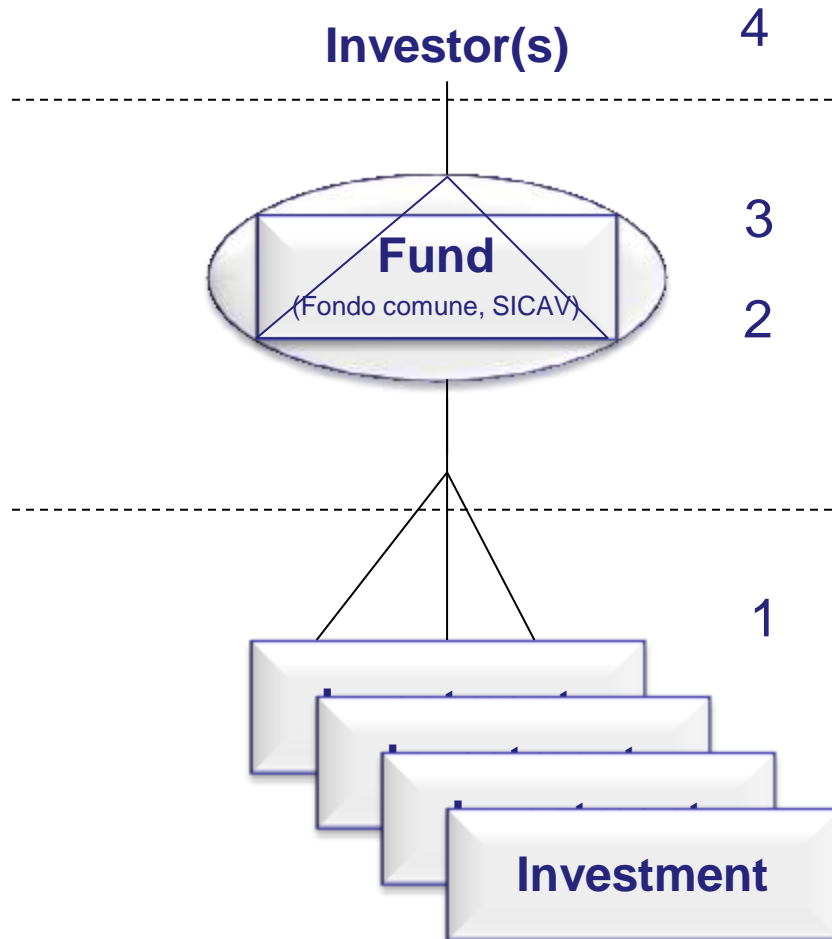 4
Investor(s)
3
Fund
(Fondo comune, SICAV)
2
1
Investment